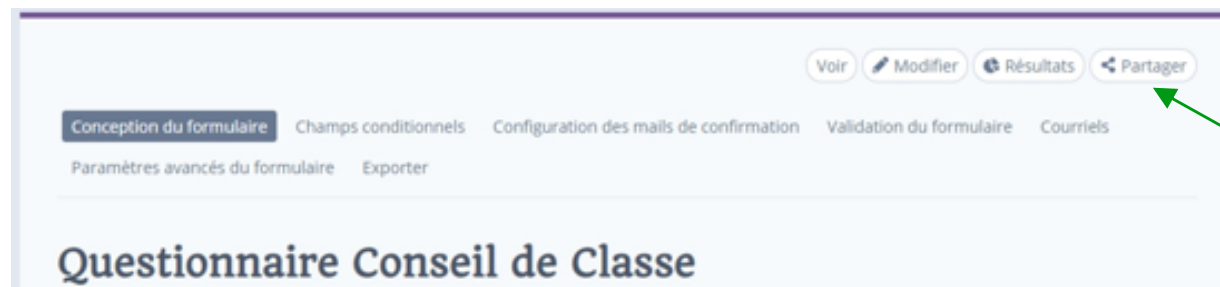 Voir Modifier Résultats Partager
Conception du formulaire Champs conditionnels Configuration des mails de confirmation Validation du formulaire Courriels
Paramètres avancés du formulaire Exporter
Questionnaire Conseil de Classe